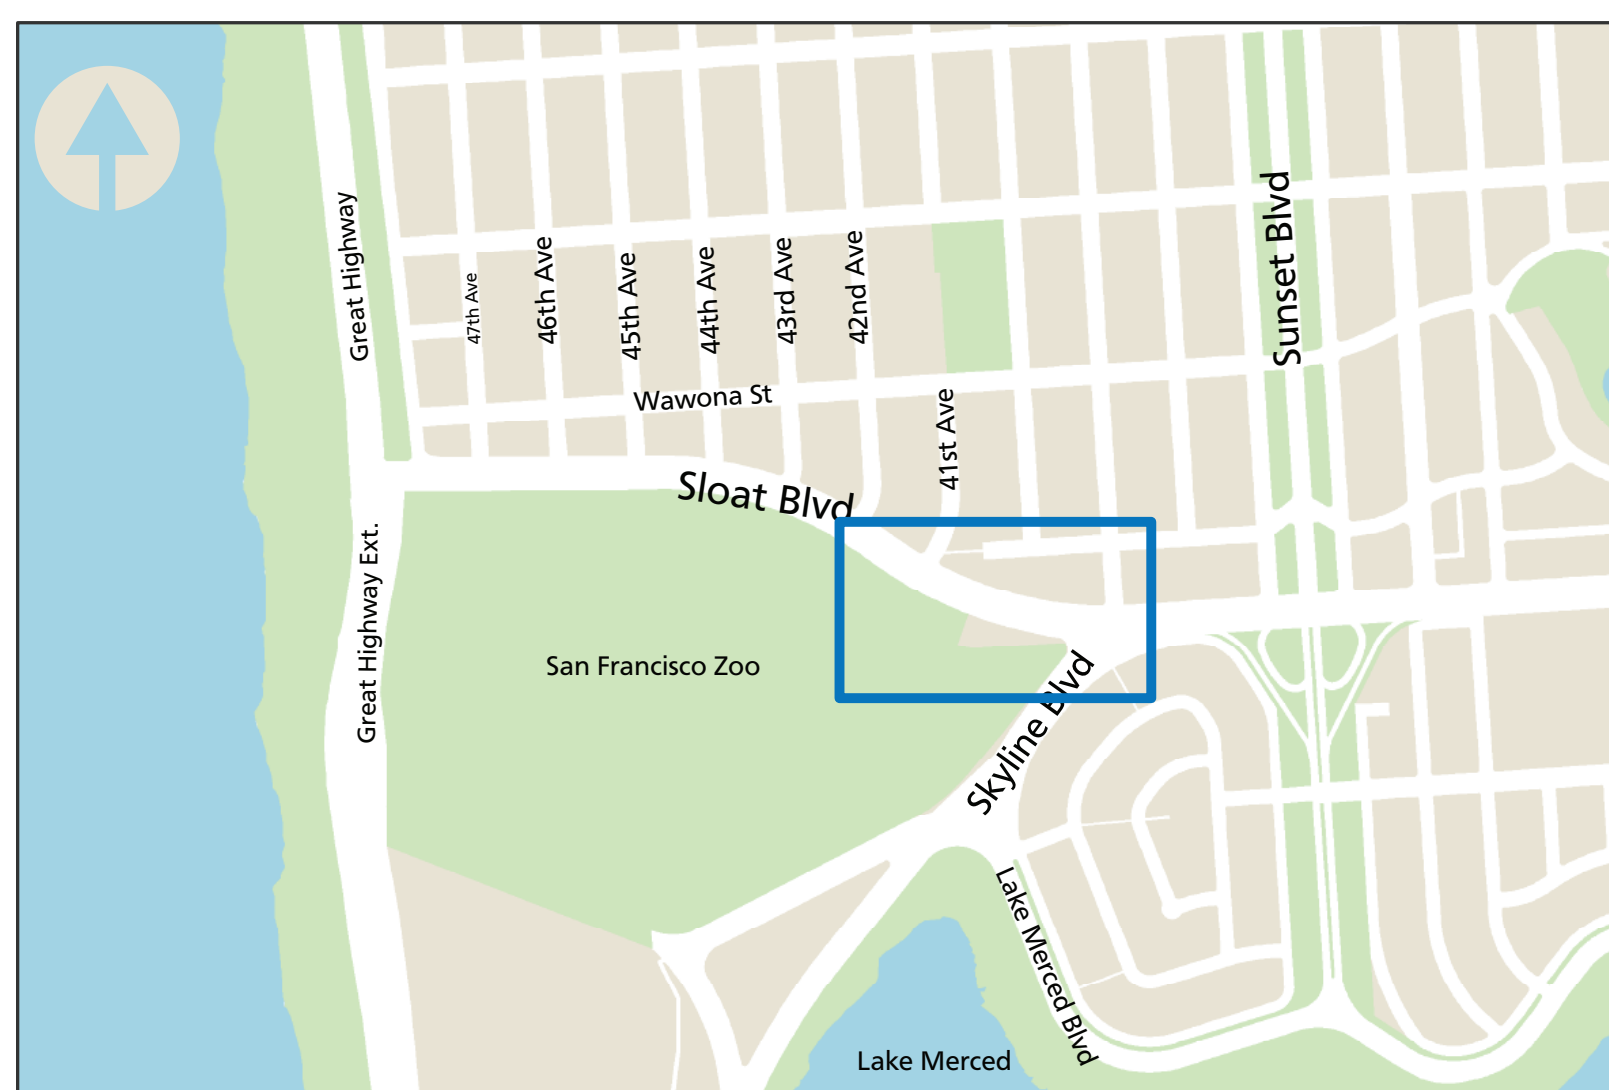 Great Highway
47th Ave
46th Ave
45th Ave
44th Ave
43rd Ave
42nd Ave
Sunset Blvd
Wawona St
41st Ave
Sloat Blvd
Great Highway Ext.
San Francisco Zoo
Skyline Blvd
Lake Merced Blvd
Lake Merced